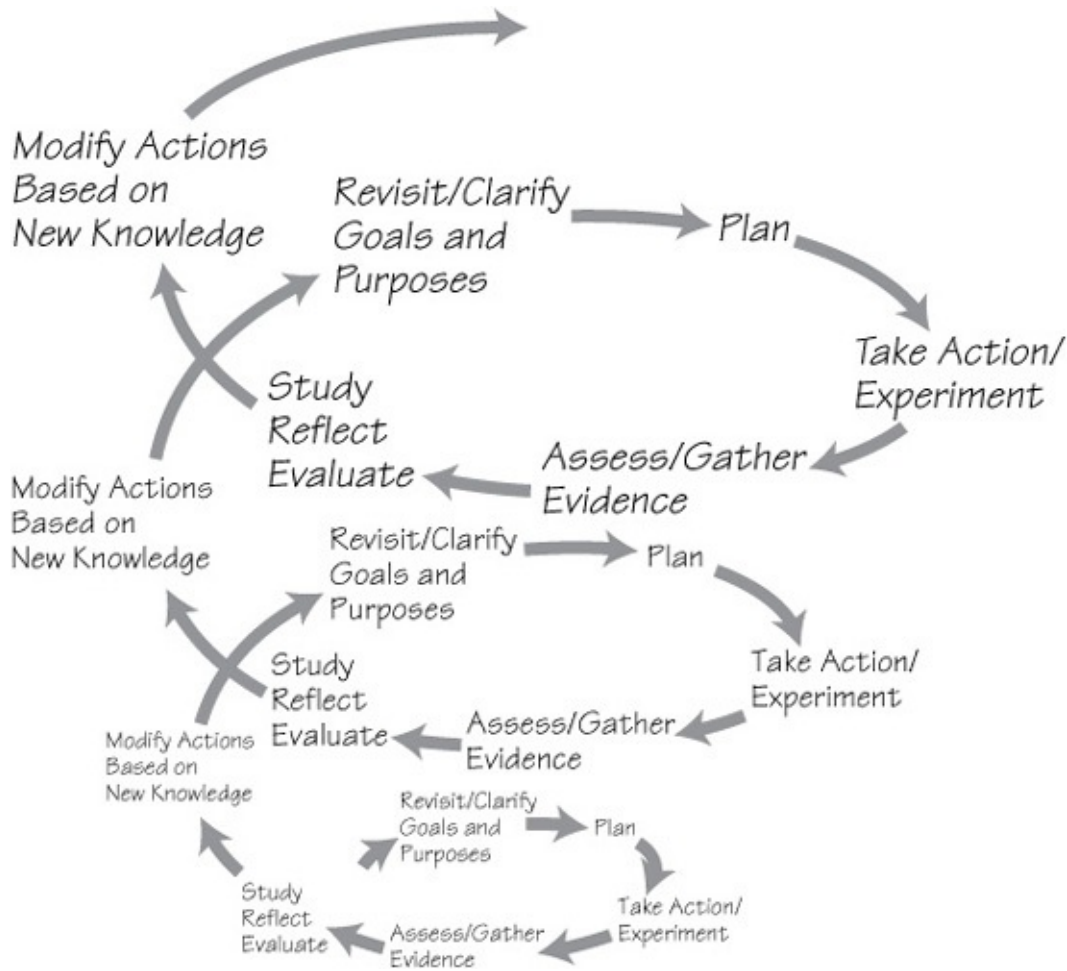 Modify Actions
Based on
New Knowledge
Revisit/Clarify
Goals and
Purposes
Plan
Take Action/
Experiment
Assess/Gather
Evidence
Study
Reflect
Evaluate
Modify Actions
Based on
New Knowledge
Revisit/Clarify
Goals and
Purposes
Plan
Take Action/
Experiment
Assess/Gather
Evidence
Study
Reflect
Evaluate
Modify Actions
Based on
New Knowledge
Revisit/Clarify
Goals and
Purposes
Plan
Take Action/
Experiment
Assess/Gather
Evidence
Study
Reflect
Evaluate